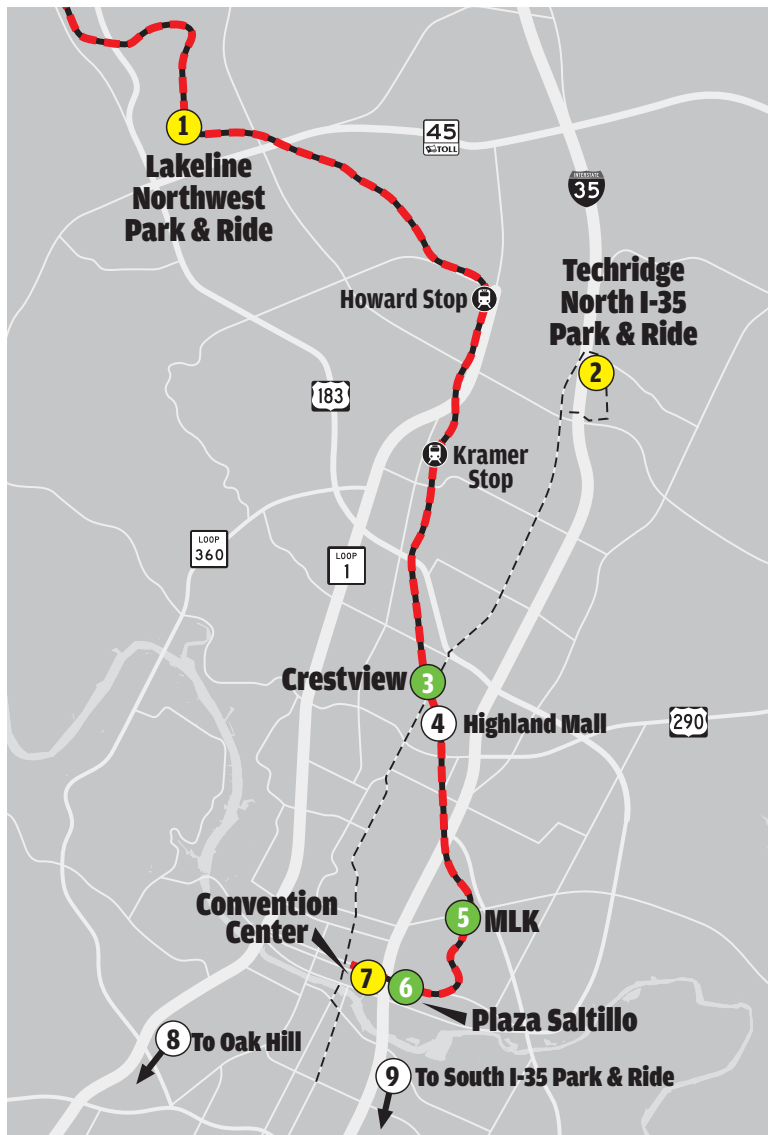 1
Lakeline
Northwest
Park & Ride
45
TOLL
INTERSTATE
35
Techridge
North I-35
Park & Ride
2
Howard Stop
183
Kramer
Stop
LOOP
360
LOOP
1
Crestview
3
4
Highland Mall
290
Convention
Center
5
MLK
7
6
Plaza Saltillo
8
To Oak Hill
9
To South I-35 Park & Ride